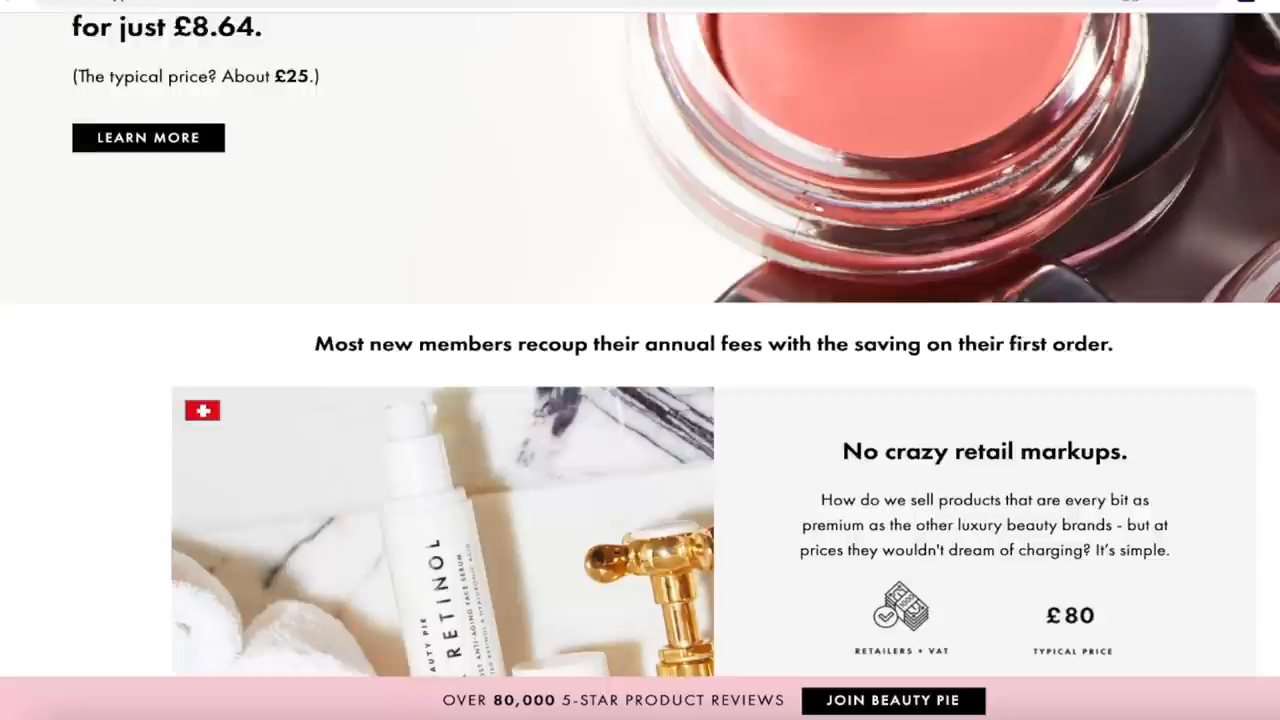 for just £8.64.
(The typical price? About £25.)
LEARN MORE
Most new members recoup their annual fees with the saving on their first order.
No crazy retail markups.
How do we sell products that are every bit as
premium as the other luxury beauty brands - but at
prices they wouldn't dream of charging? It's simple.
£80
RETAILERS + VAT
TYPICAL PRICE
RETINOL
OVER 80,000 5-STAR PRODUCT REVIEWS
JOIN BEAUTY PIE